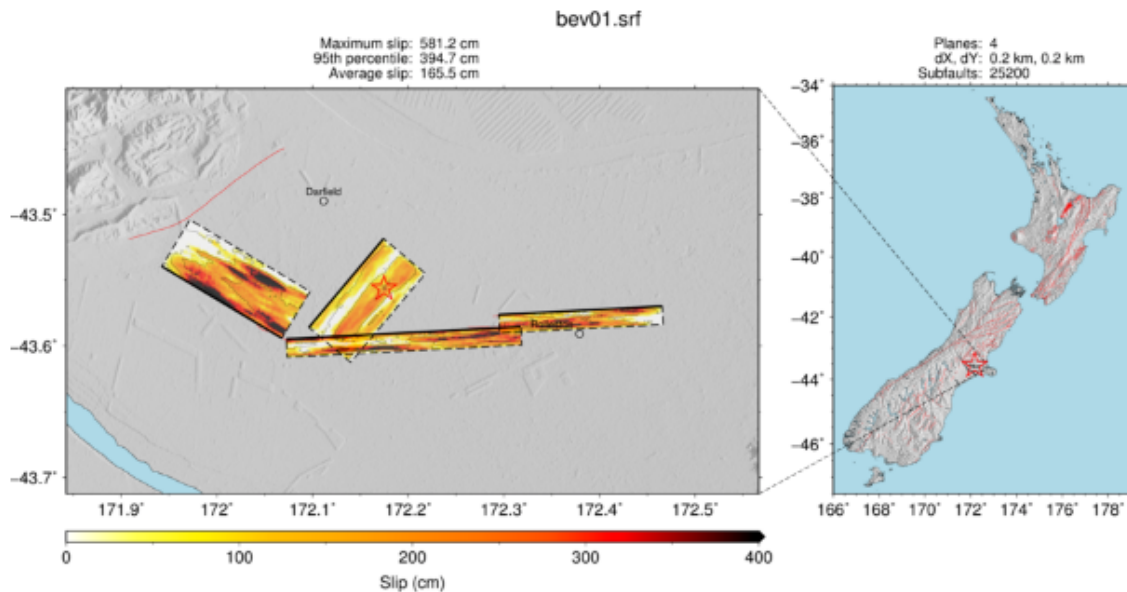 bev01.srf
Maximum slip: 581.2 cm
95th percentile: 394.7 cm
Average slip: 165.5 cm
Planes: 4
dX, dY: 0.2 km, 0.2 km
Subfaults: 25200
Darfield
−43.5°
−43.6°
−43.7°
171.9° 172° 172.1° 172.2° 172.3° 172.4° 172.5°
−34°
−36°
−38°
−40°
−42°
−44°
−46°
166° 168° 170° 172° 174° 176° 178°
0 100 200 300 400
Slip (cm)